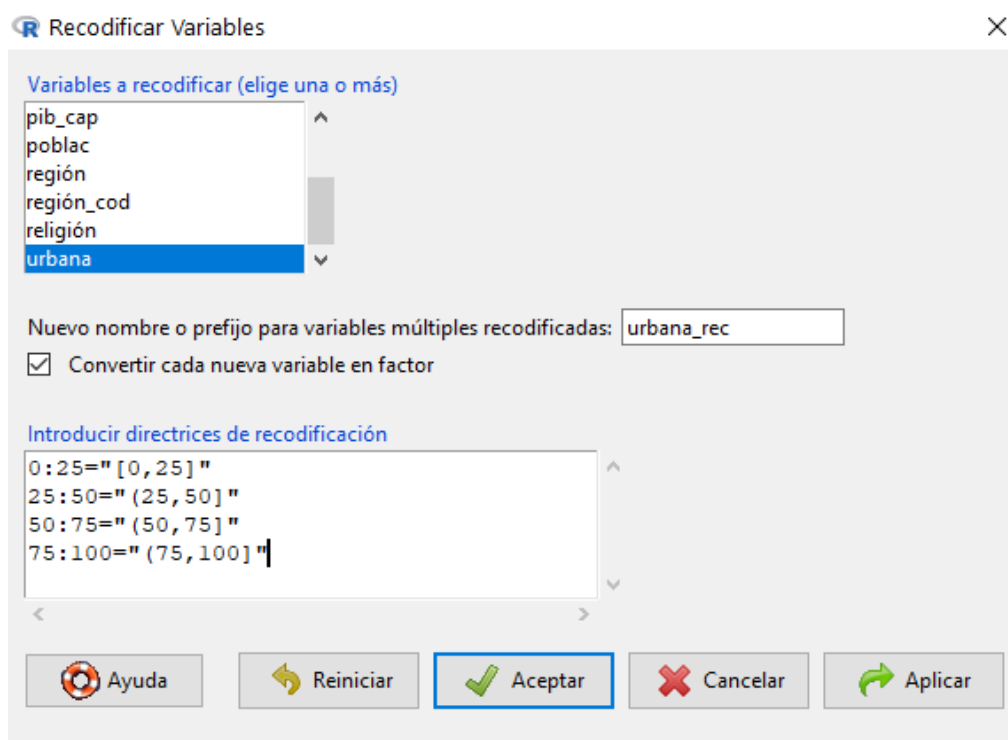 Recodificar Variables
Variables a recodificar (elige una o más)
pib_cap
poblac
región
región_cod
religión
urbana
Nuevo nombre o prefijo para variables múltiples recodificadas: urbana_rec
Convertir cada nueva variable en factor
Introducir directrices de recodificación
0:25="[0,25]"
25:50="(25,50]"
50:75="(50,75]"
75:100="(75,100]"
Ayuda Reiniciar Aceptar Cancelar Aplicar